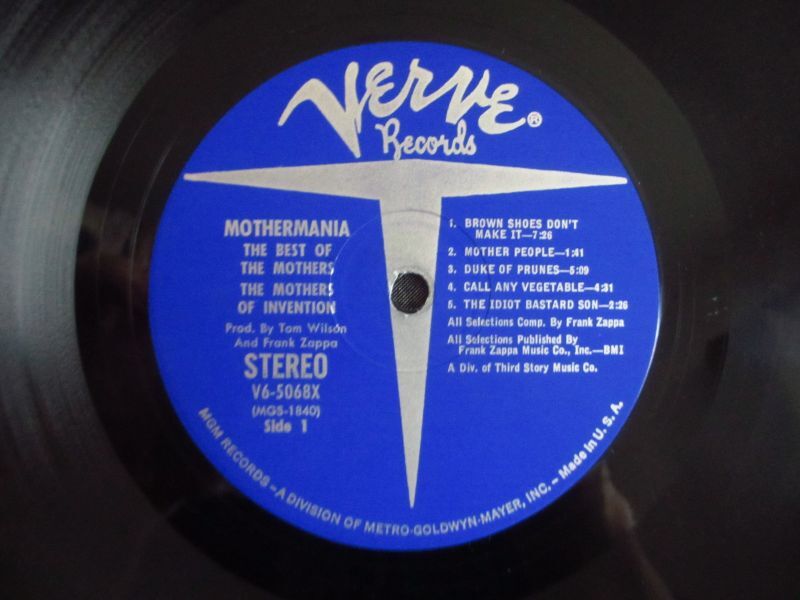 VERVE®
Records
MOTHERMANIA
THE BEST OF
THE MOTHERS
THE MOTHERS
OF INVENTION
Prod. By Tom Wilson
And Frank Zappa
STEREO
V6-5068X
(MGS-1840)
Side 1
1. BROWN SHOES DON'T
MAKE IT—7:26
2. MOTHER PEOPLE—1:41
3. DUKE OF PRUNES—5:09
4. CALL ANY VEGETABLE—4:31
5. THE IDIOT BASTARD SON—2:26
All Selections Comp. By Frank Zappa
All Selections Published By
Frank Zappa Music Co., Inc.—BMI
A Div. of Third Story Music Co.
MGM RECORDS – A DIVISION OF METRO-GOLDWYN-MAYER, INC. – Made in U. S. A.